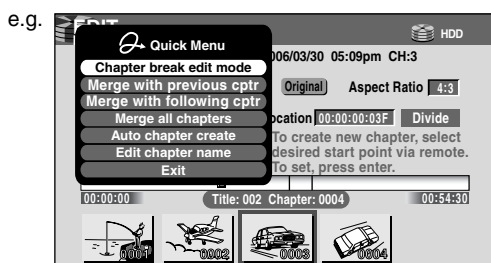 e.g.
EDIT
HDD
Quick Menu
006/03/30 05:09pm CH:3
Chapter break edit mode
Merge with previous cptr
Original Aspect Ratio 4:3
Merge with following cptr
Merge all chapters
ocation 00:00:00:03F Divide
Auto chapter create
To create new chapter, select
Edit chapter name
desired start point via remote.
Exit
To set, press enter.
00:00:00 Title: 002 Chapter: 0004 00:54:30
0001 0002 0003 0004